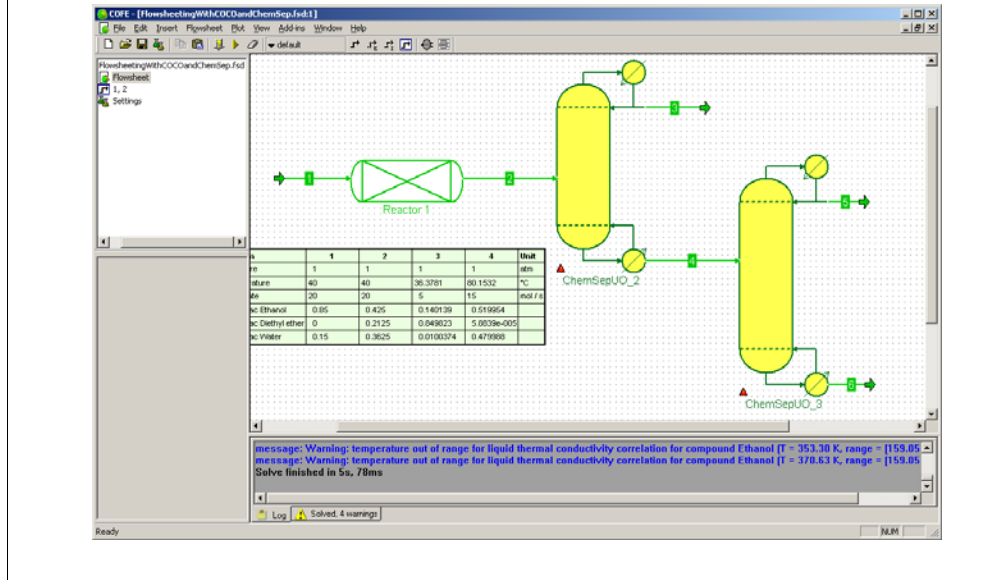 COFE - [FlowsheetingWithCOCOandChemSep.fsd:1]
File Edit Insert Flowsheet Plot View Add-ins Window Help
default
FlowsheetingWithCOCOandChemSep.fsd
Flowsheet
1, 2
Settings
3
5
1
2
Reactor 1
4
ChemSepUO_2
6
ChemSepUO_3
1 2 3 4 Unit
re 1 1 1 1 atm
ature 40 40 36.3781 80.1532 °C
te 20 20 5 15 mol / s
ac Ethanol 0.85 0.425 0.140139 0.519954
ac Diethyl ether 0 0.2125 0.849823 5.8839e-005
ac Water 0.15 0.3625 0.0100374 0.479988
message: Warning: temperature out of range for liquid thermal conductivity correlation for compound Ethanol (T = 353.30 K, range = [159.05
message: Warning: temperature out of range for liquid thermal conductivity correlation for compound Ethanol (T = 370.63 K, range = [159.05
Solve finished in 5s, 78ms
Log Solved, 4 warnings
Ready NUM